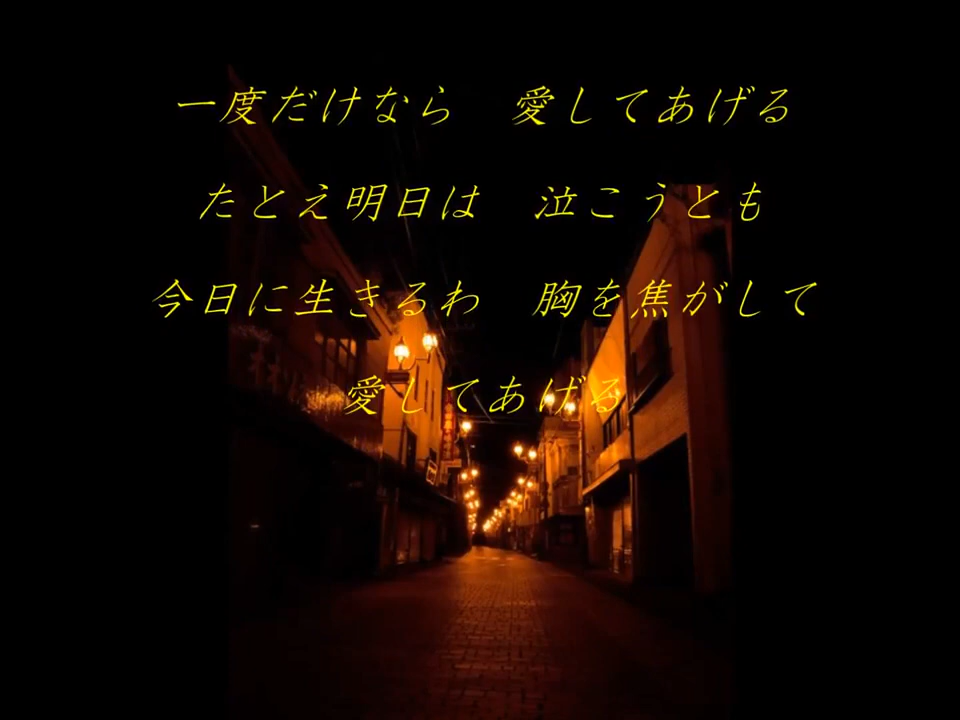 一度だけなら　愛してあげる
たとえ明日は　泣こうとも
今日に生きるわ　胸を焦がして
愛してあげる